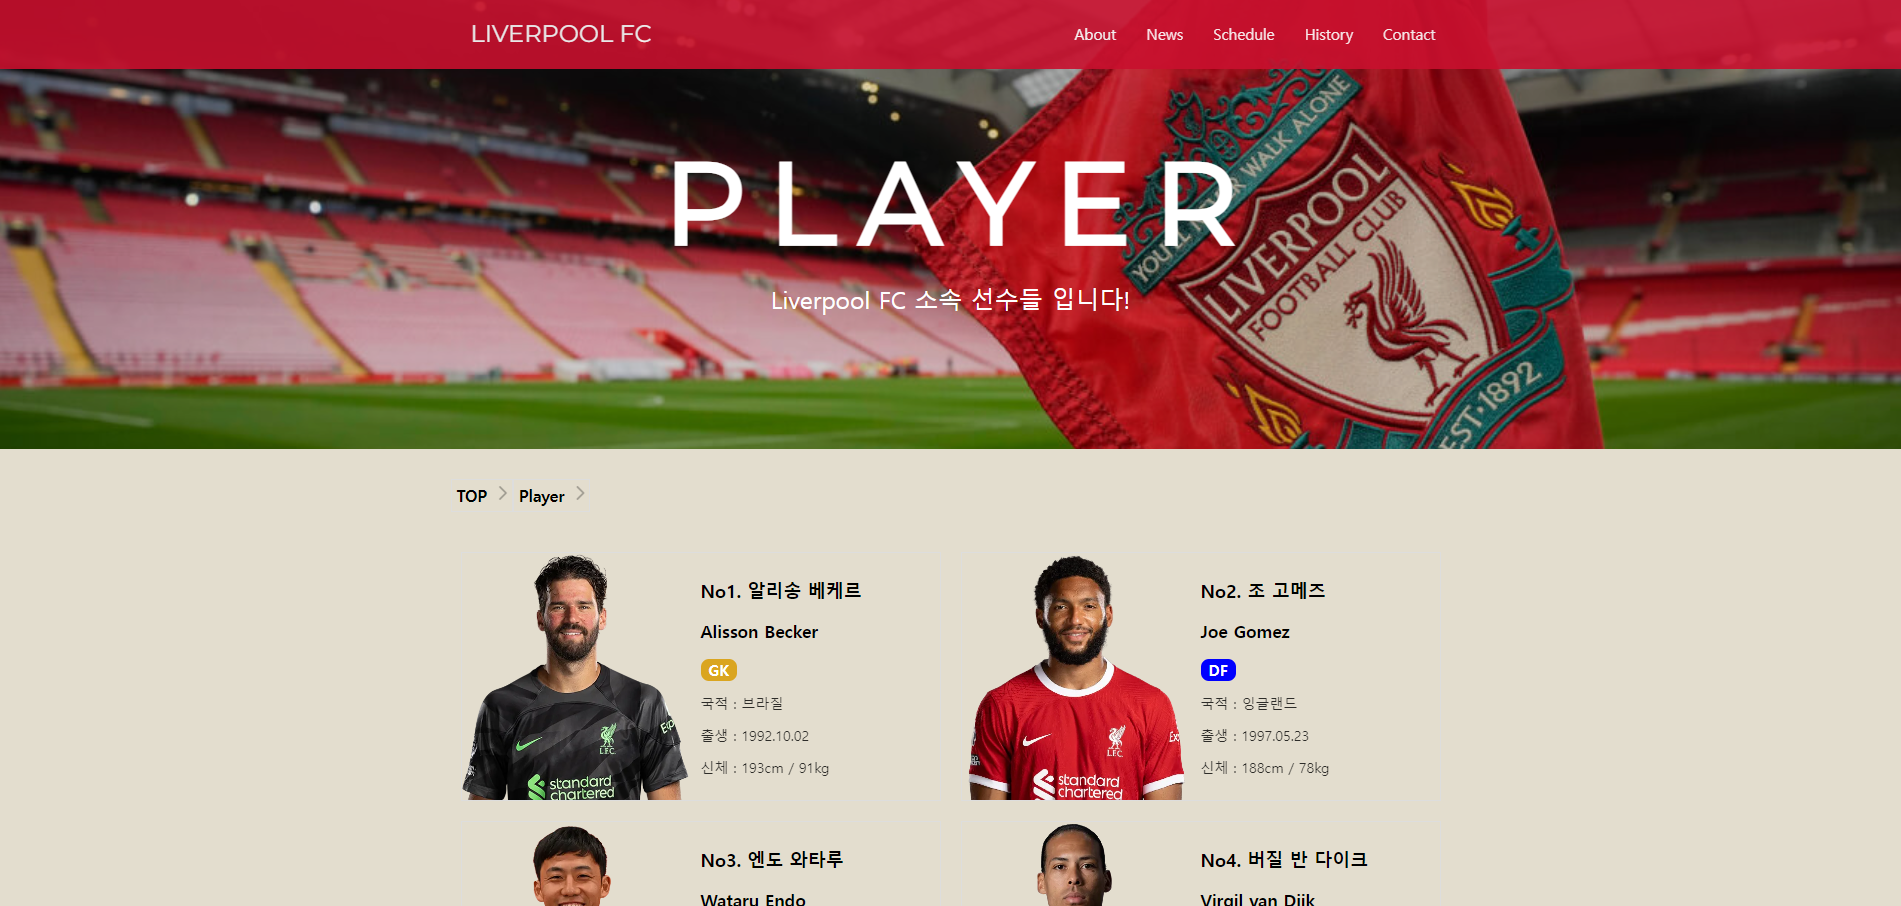 LIVERPOOL FC
About
News
Schedule
History
Contact
PLAYER
Liverpool FC 소속 선수들 입니다!
YOU'LL NEVER WALK ALONE
LIVERPOOL
FOOTBALL CLUB
EST·1892
TOP
Player
No1. 알리송 베케르
Alisson Becker
GK
국적 : 브라질
출생 : 1992.10.02
신체 : 193cm / 91kg
L.F.C.
standard
chartered
No2. 조 고메즈
Joe Gomez
DF
국적 : 잉글랜드
출생 : 1997.05.23
신체 : 188cm / 78kg
L.F.C.
standard
chartered
No3. 엔도 와타루
Wataru Endo
No4. 버질 반 다이크
Virgil van Dijk